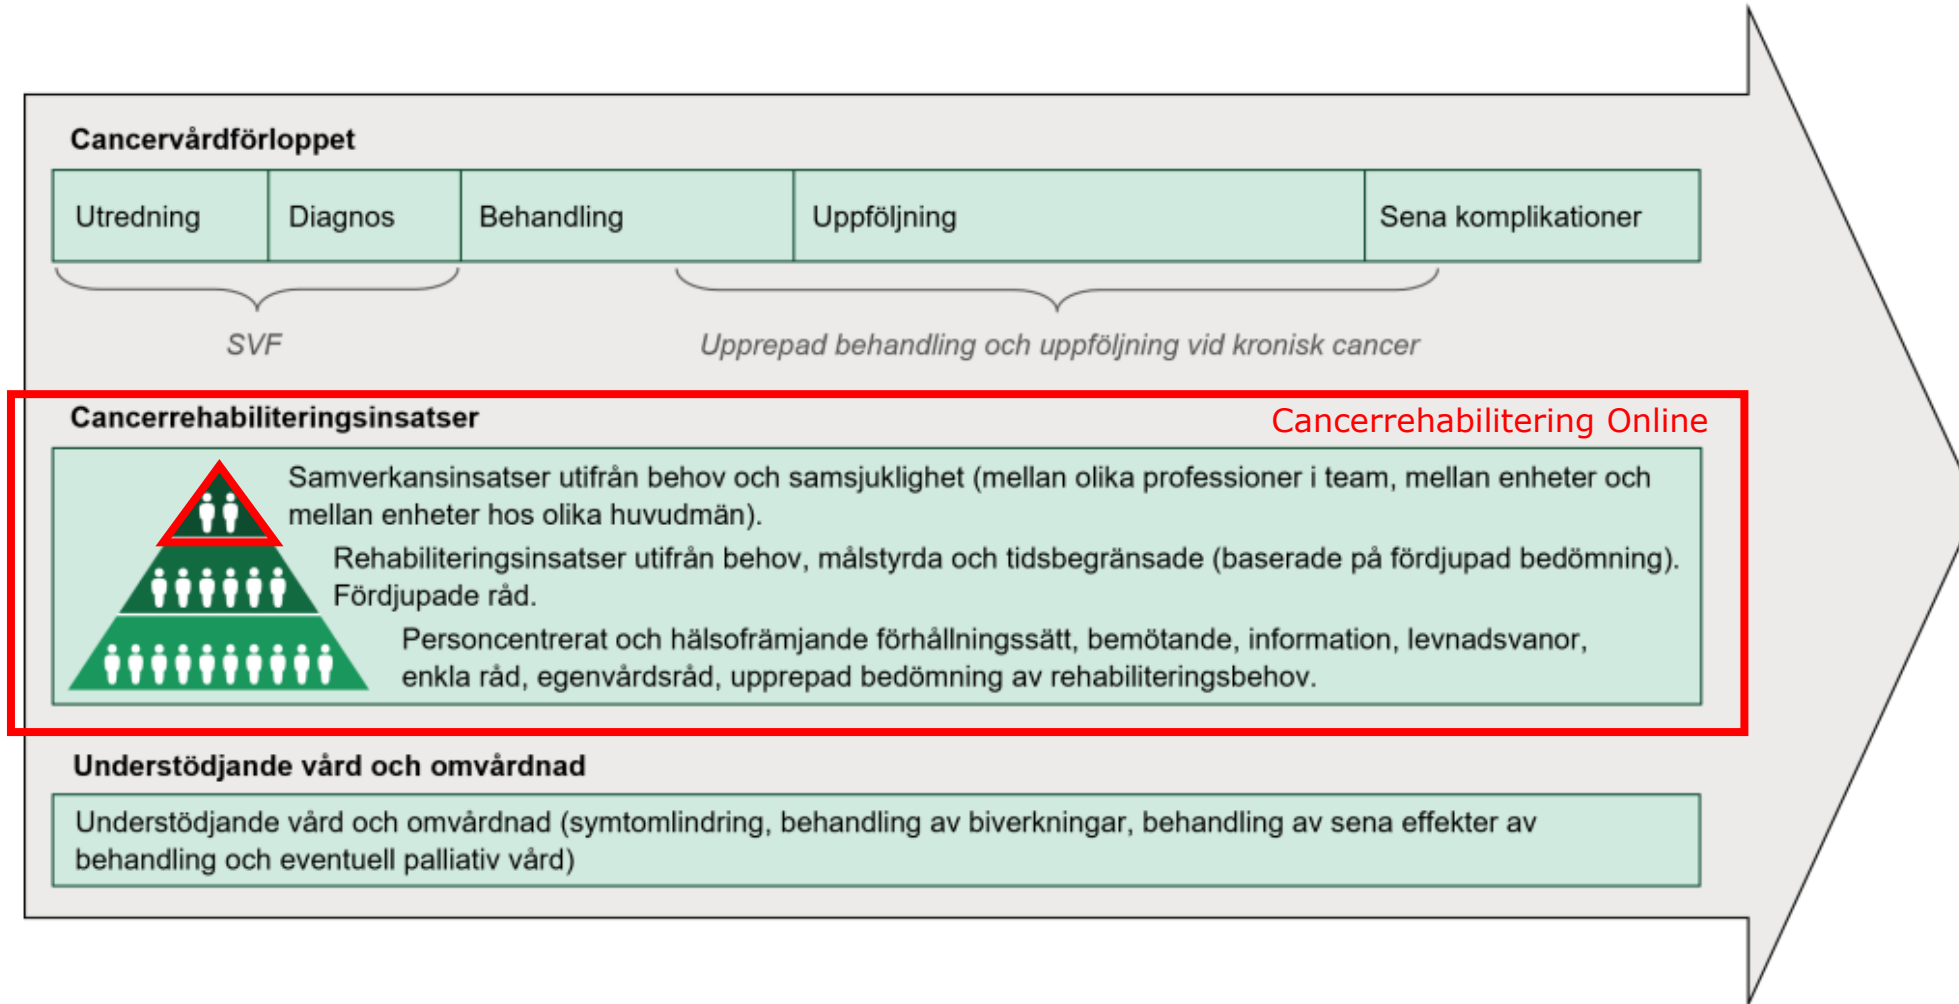 Cancervårdförloppet
Utredning
Diagnos
Behandling
Uppföljning
Sena komplikationer
SVF
Upprepad behandling och uppföljning vid kronisk cancer
Cancerrehabiliteringsinsatser
Cancerrehabilitering Online
Samverkansinsatser utifrån behov och samsjuklighet (mellan olika professioner i team, mellan enheter och
mellan enheter hos olika huvudmän).
Rehabiliteringsinsatser utifrån behov, målstyrda och tidsbegränsade (baserade på fördjupad bedömning).
Fördjupade råd.
Personcentrerat och hälsofrämjande förhållningssätt, bemötande, information, levnadsvanor,
enkla råd, egenvårdsråd, upprepad bedömning av rehabiliteringsbehov.
Understödjande vård och omvårdnad
Understödjande vård och omvårdnad (symtomlindring, behandling av biverkningar, behandling av sena effekter av
behandling och eventuell palliativ vård)